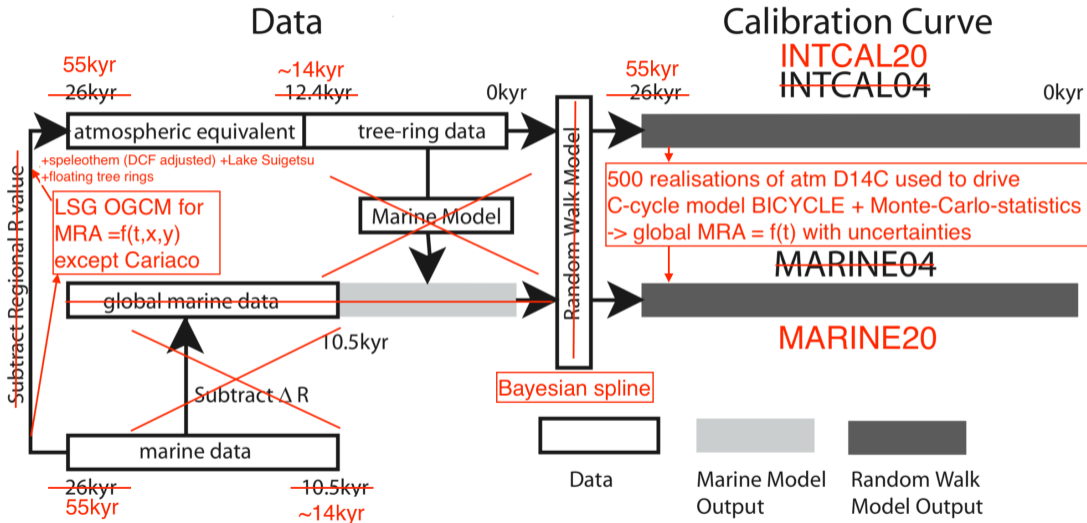 Data
Calibration Curve
INTCAL20
INTCAL04
55kyr
26kyr
~14kyr
12.4kyr
0kyr
55kyr
26kyr
0kyr
atmospheric equivalent
tree-ring data
+speleothem (DCF adjusted) +Lake Suigetsu
+floating tree rings
Subtract Regional R value
LSG OGCM for
MRA =f(t,x,y)
except Cariaco
Marine Model
Random Walk Model
500 realisations of atm D14C used to drive
C-cycle model BICYCLE + Monte-Carlo-statistics
-> global MRA = f(t) with uncertainties
MARINE04
global marine data
10.5kyr
MARINE20
Bayesian spline
Subtract Δ R
marine data
26kyr
55kyr
10.5kyr
~14kyr
Data
Marine Model
Output
Random Walk
Model Output